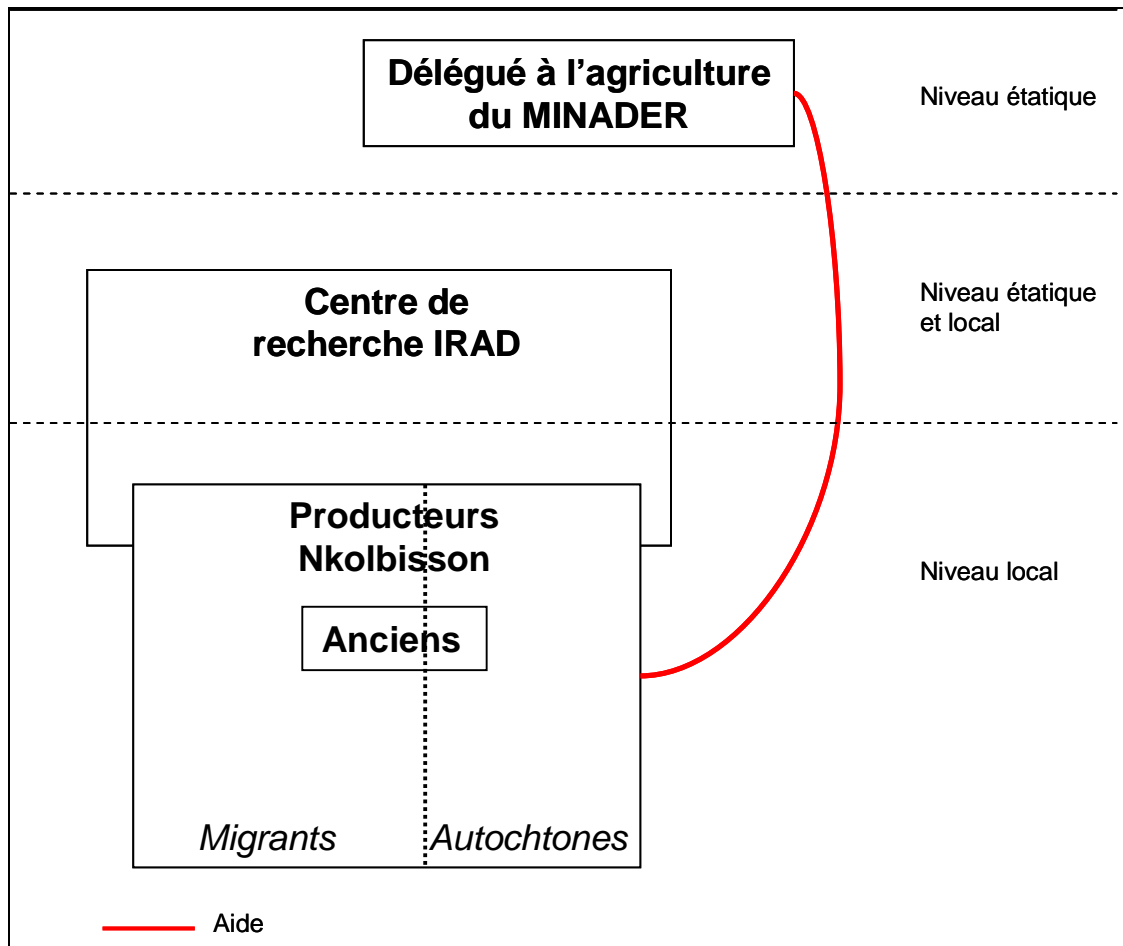 Délégué à l'agriculture
du MINADER
Niveau étatique
Centre de
recherche IRAD
Niveau étatique
et local
Producteurs
Nkolbisson
Niveau local
Anciens
Migrants
Autochtones
Aide